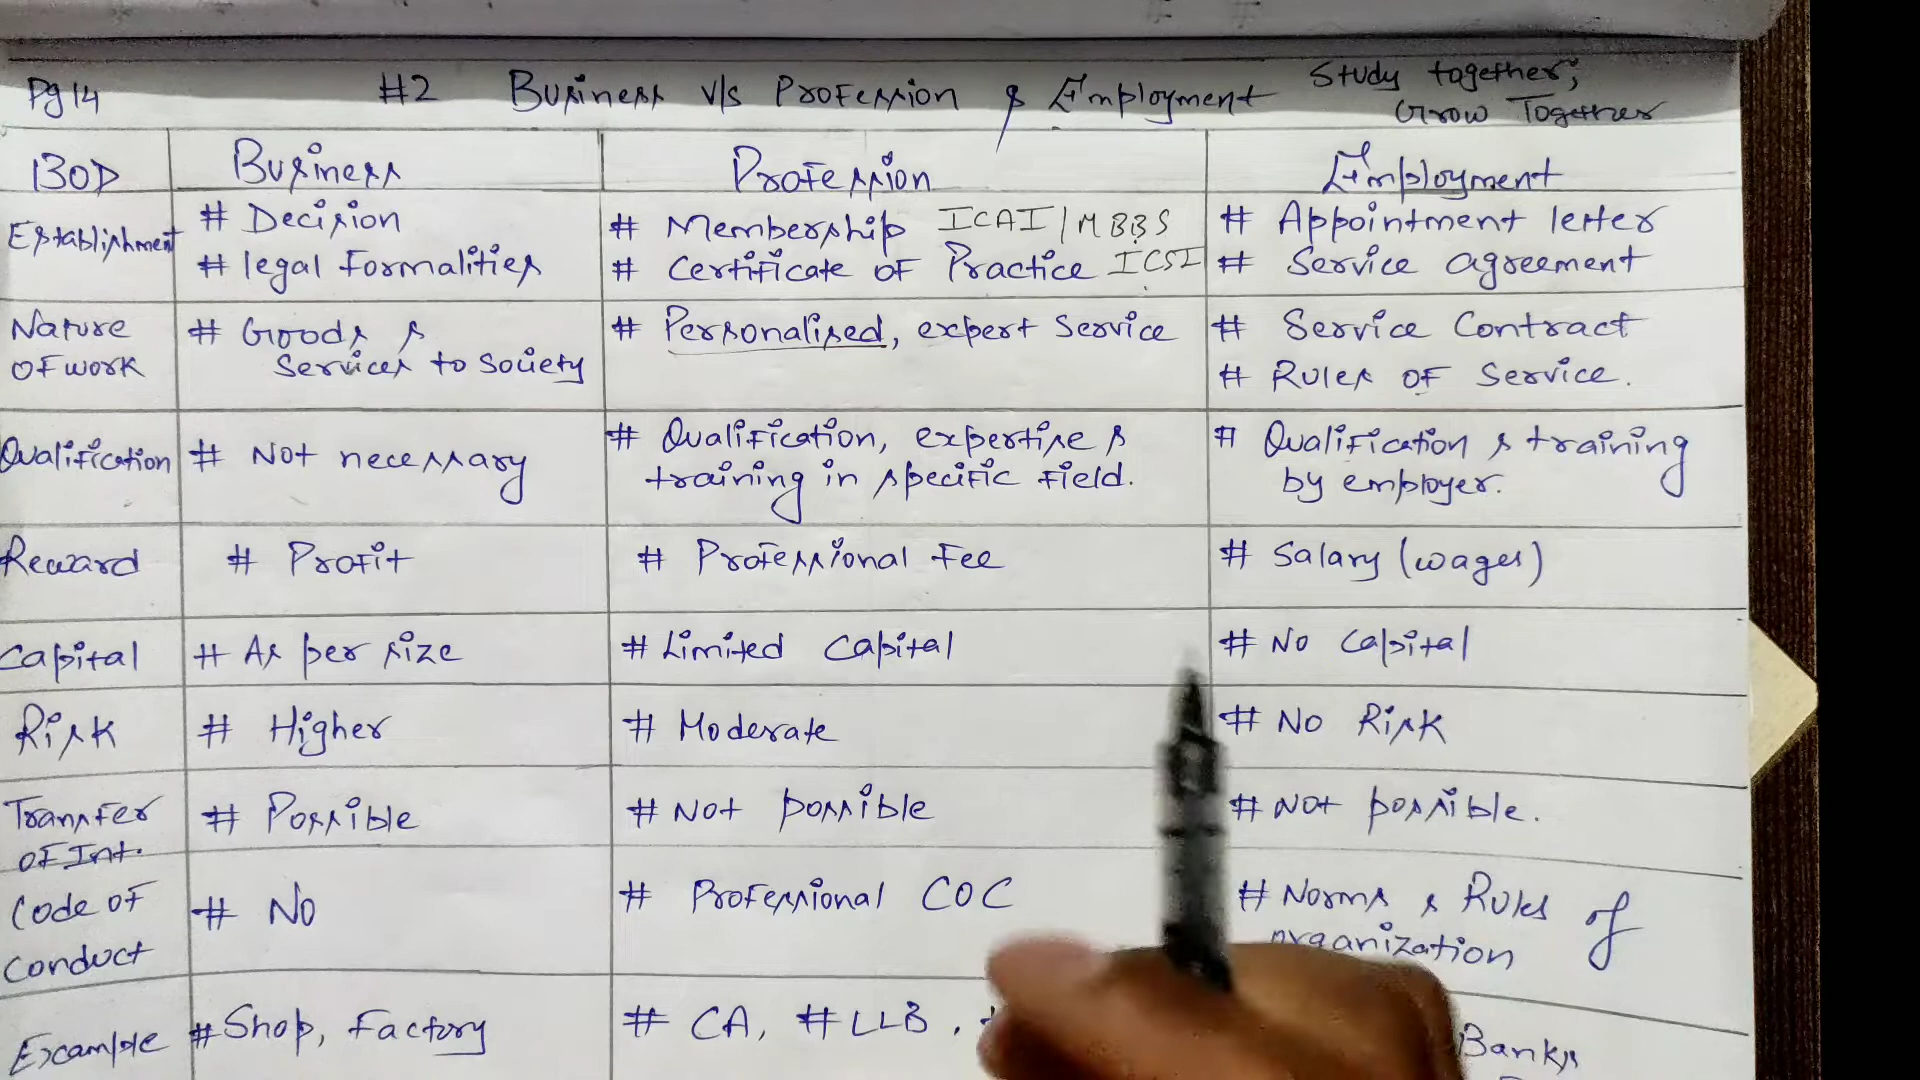 Pg 14 #2 Business v/s Profession & Employment Study together,
Grow Together
BOD Business Profession Employment
Establishment # Decision # Membership ICAI/MBBS # Appointment letter
# legal Formalities # Certificate of Practice ICSI # Service agreement
Nature # Goods & # Personalised, expert Service # Service Contract
of work Services to Society # Rules of Service.
Qualification # Not necessary # Qualification, expertise & # Qualification & training
training in specific Field. by employer.
Reward # Profit # Professional Fee # Salary (wages)
Capital # As per size # Limited Capital # No Capital
Risk # Higher # Moderate # No Risk
Transfer # Possible # Not possible # Not possible.
of Int.
Code of # No # Professional COC # Norms & Rules of
conduct organization
Example # Shop, Factory # CA, # LLB, Banks